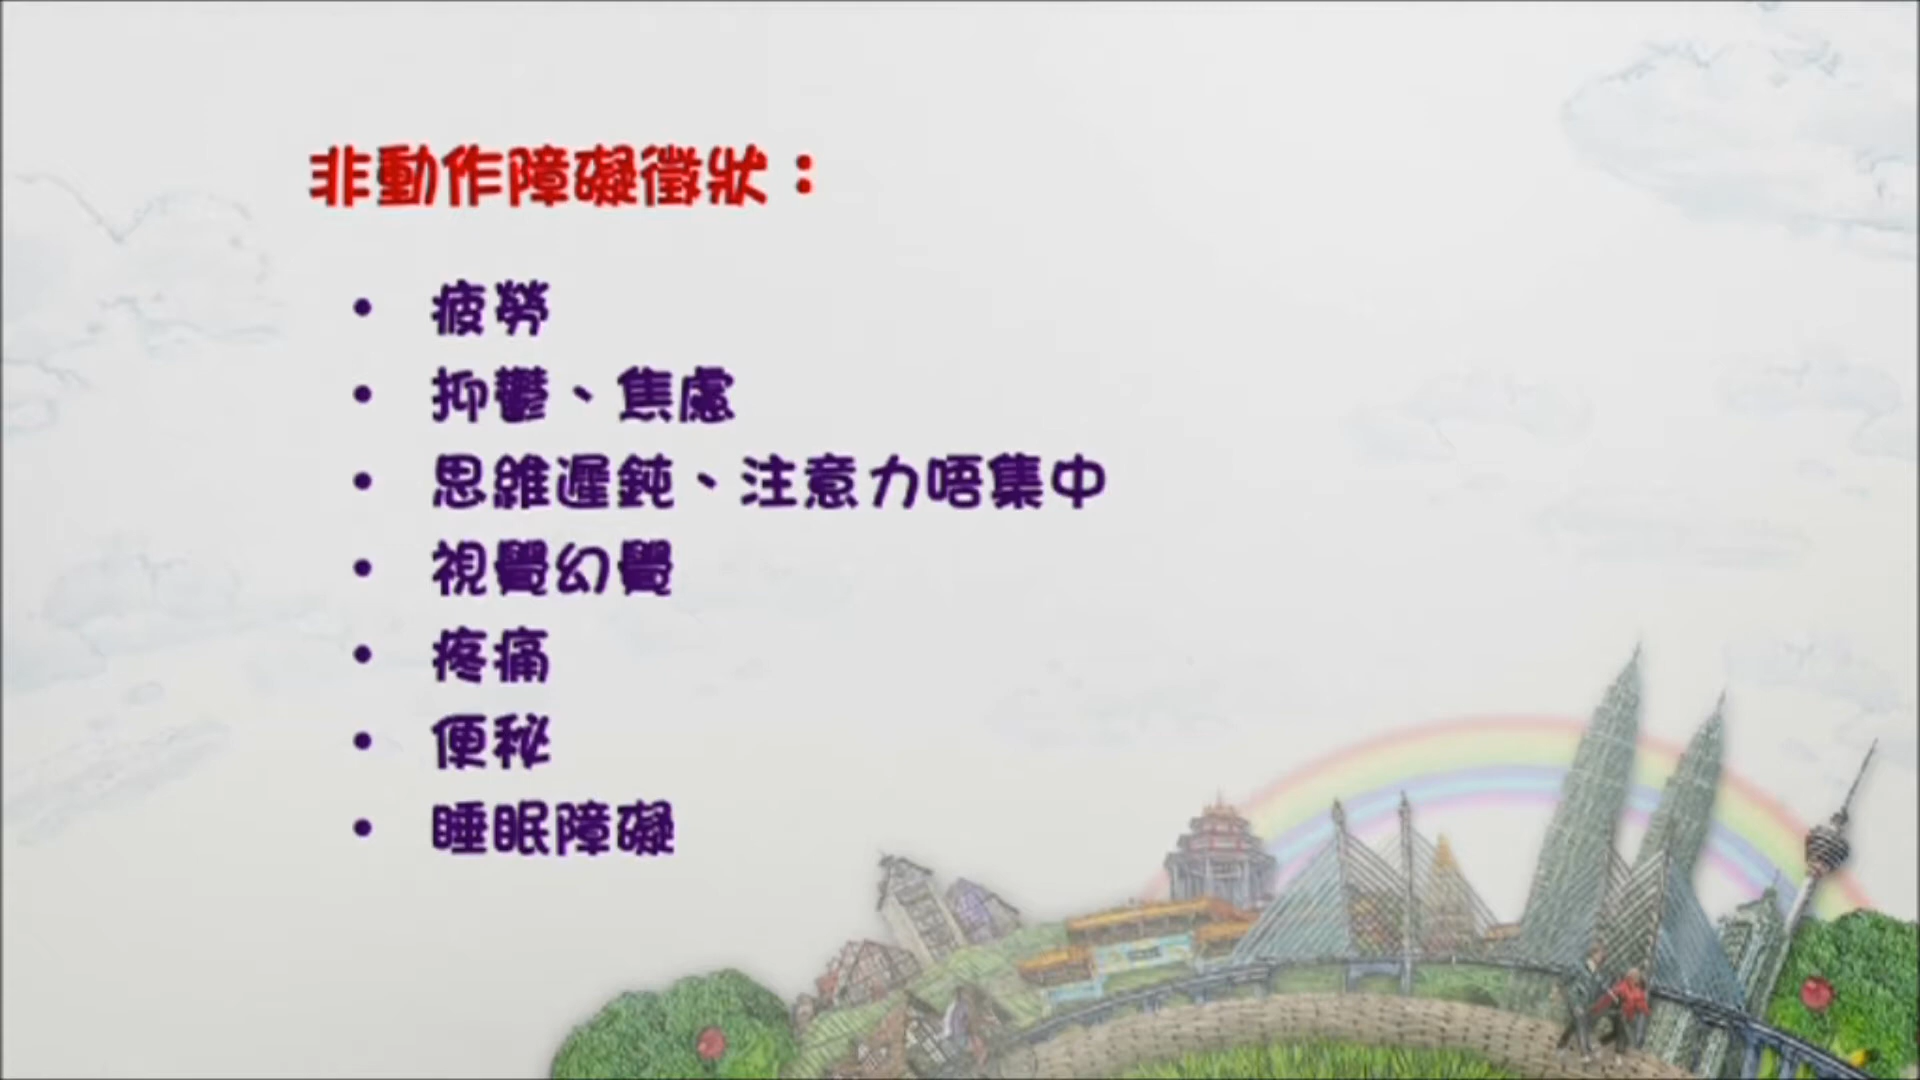 非動作障礙徵狀：
• 疲勞
• 抑鬱、焦慮
• 思維遲鈍、注意力唔集中
• 視覺幻覺
• 疼痛
• 便秘
• 睡眠障礙